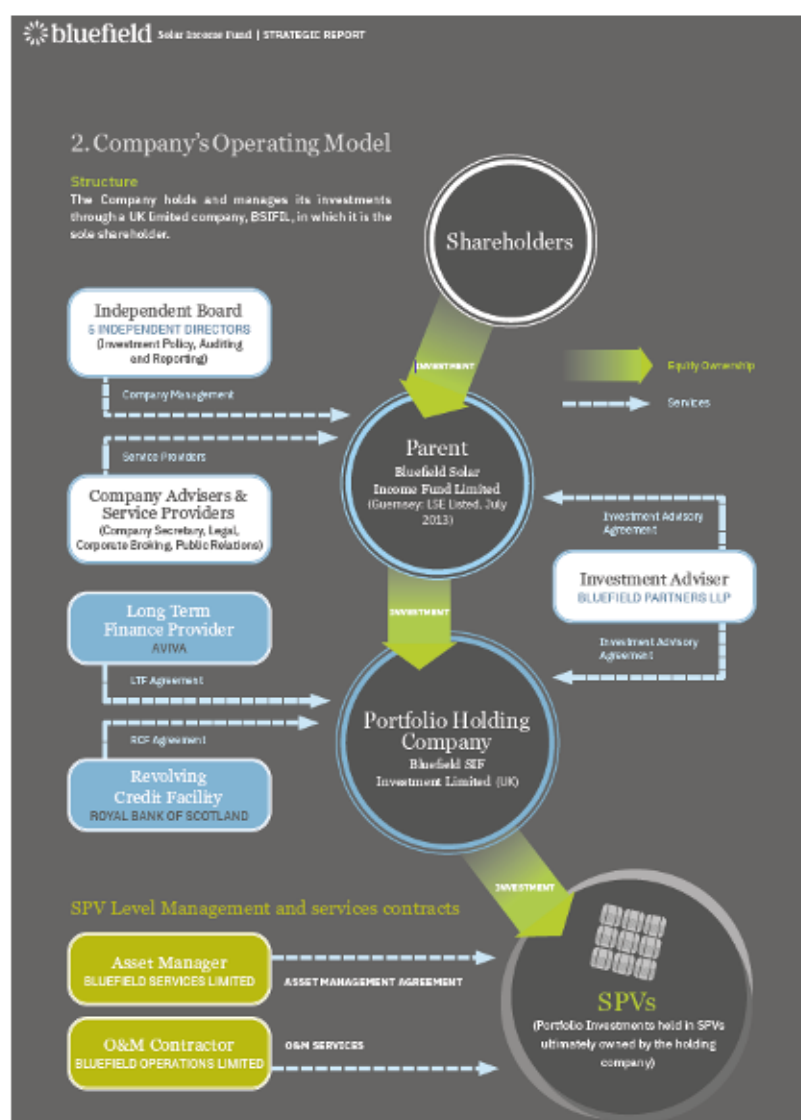 bluefield Solar Income Fund | STRATEGIC REPORT
2. Company's Operating Model
Structure
The Company holds and manages its investments
through a UK limited company, BSIFIL, in which it is the
sole shareholder.
Shareholders
Independent Board
5 INDEPENDENT DIRECTORS
(Investment Policy, Auditing
and Reporting)
INVESTMENT
Equity Ownership
Company Management
Services
Service Providers
Parent
Bluefield Solar
Income Fund Limited
(Guernsey: LSE Listed, July
2013)
Company Advisers &
Service Providers
(Company Secretary, Legal,
Corporate Broking, Public Relations)
Investment Advisory
Agreement
Investment Adviser
BLUEFIELD PARTNERS LLP
Long Term
Finance Provider
AVIVA
INVESTMENT
Investment Advisory
Agreement
LTF Agreement
Portfolio Holding
Company
Bluefield SIF
Investment Limited (UK)
RCF Agreement
Revolving
Credit Facility
ROYAL BANK OF SCOTLAND
INVESTMENT
SPV Level Management and services contracts
Asset Manager
BLUEFIELD SERVICES LIMITED
ASSET MANAGEMENT AGREEMENT
SPVs
(Portfolio Investments held in SPVs
ultimately owned by the holding
company)
O&M Contractor
BLUEFIELD OPERATIONS LIMITED
O&M SERVICES